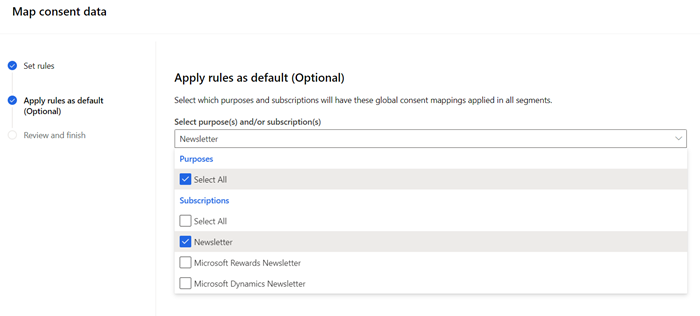 Map consent data
Set rules
Apply rules as default
(Optional)
Review and finish
Apply rules as default (Optional)
Select which purposes and subscriptions will have these global consent mappings applied in all segments.
Select purpose(s) and/or subscription(s)
Newsletter
Purposes
Select All
Subscriptions
Select All
Newsletter
Microsoft Rewards Newsletter
Microsoft Dynamics Newsletter